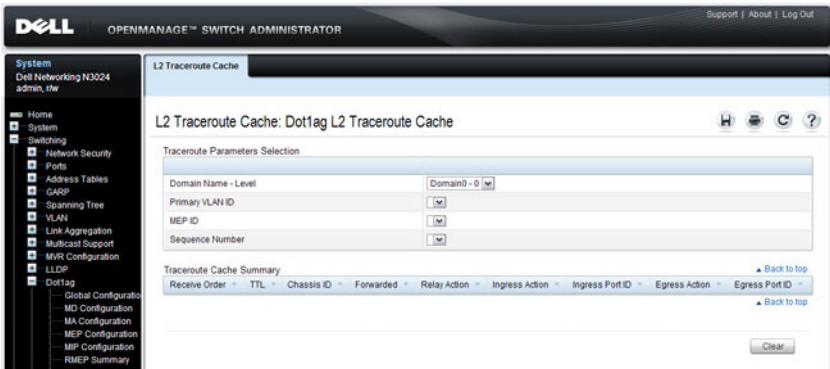 Support | About | Log Out
DELL OPENMANAGE™ SWITCH ADMINISTRATOR
System
Dell Networking N3024
admin, r/w
Home
System
Switching
Network Security
Ports
Address Tables
GARP
Spanning Tree
VLAN
Link Aggregation
Multicast Support
MVR Configuration
LLDP
Dot1ag
Global Configuratio
MD Configuration
MA Configuration
MEP Configuration
MIP Configuration
RMEP Summary
L2 Traceroute Cache
L2 Traceroute Cache: Dot1ag L2 Traceroute Cache
?
Traceroute Parameters Selection
Domain Name - Level Domain0 - 0
Primary VLAN ID
MEP ID
Sequence Number
Traceroute Cache Summary
Back to top
Receive Order TTL Chassis ID Forwarded Relay Action Ingress Action Ingress Port ID Egress Action Egress Port ID
Back to top
Clear